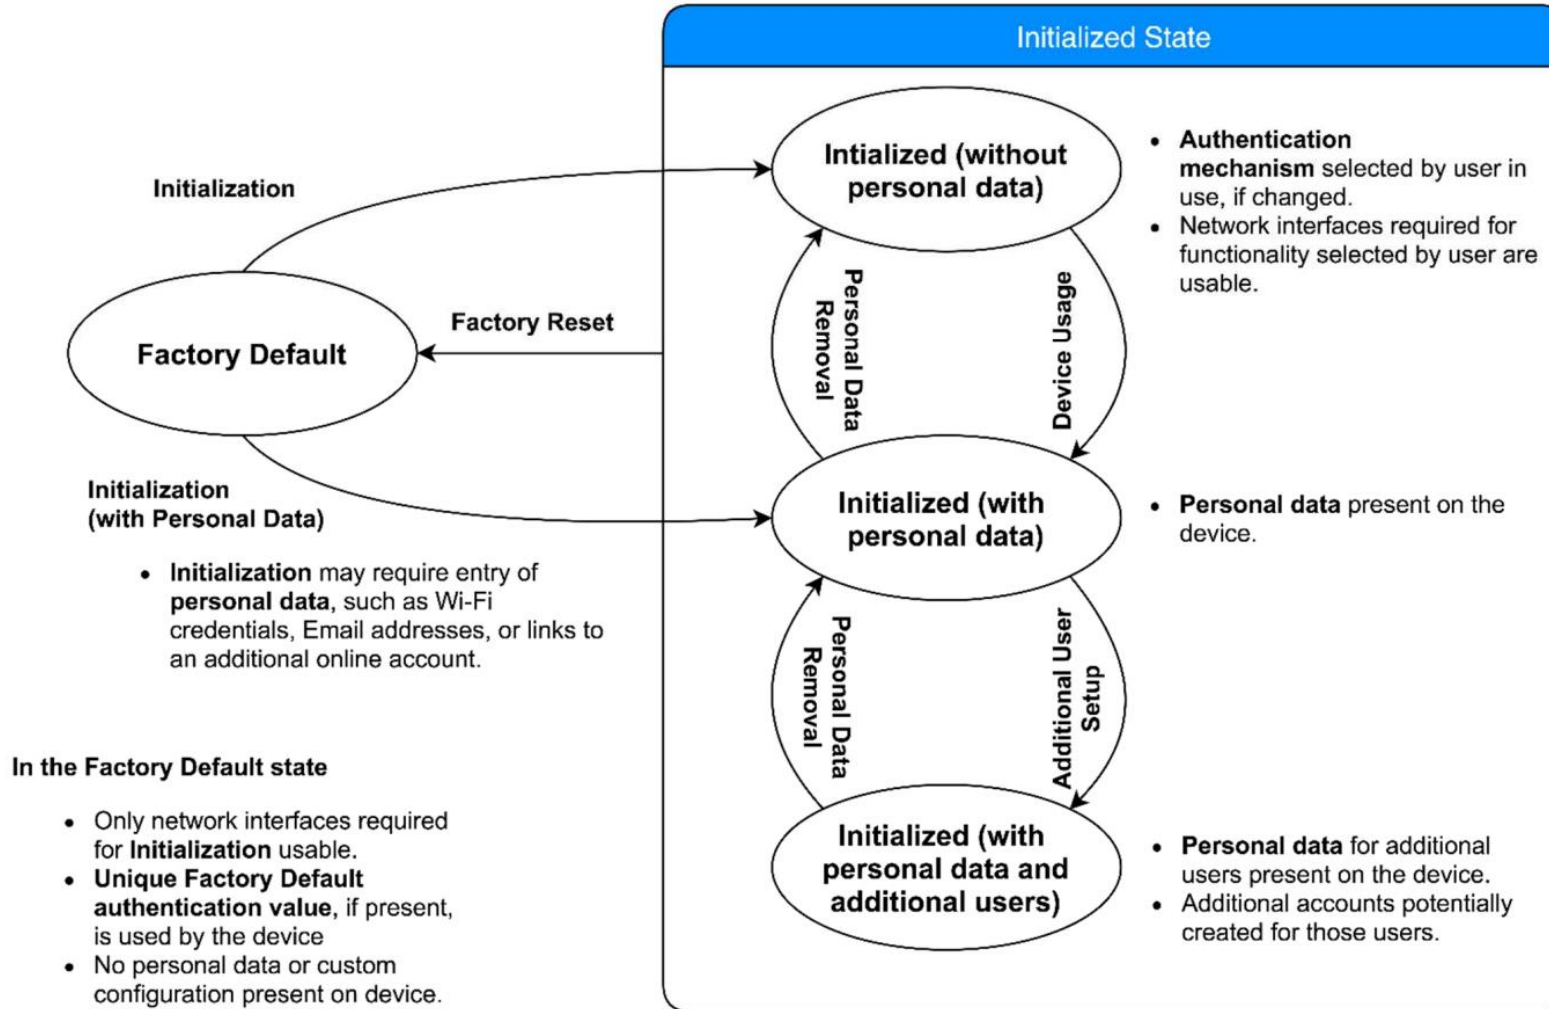 Initialized State
Intialized (without
personal data)
• Authentication
mechanism selected by user in
use, if changed.
• Network interfaces required for
functionality selected by user are
usable.
Initialization
Personal Data
Removal
Device Usage
Factory Reset
Factory Default
Initialization
(with Personal Data)
• Initialization may require entry of
personal data, such as Wi-Fi
credentials, Email addresses, or links to
an additional online account.
Initialized (with
personal data)
• Personal data present on the
device.
Personal Data
Removal
Additional User
Setup
In the Factory Default state
• Only network interfaces required
for Initialization usable.
• Unique Factory Default
authentication value, if present,
is used by the device
• No personal data or custom
configuration present on device.
Initialized (with
personal data and
additional users)
• Personal data for additional
users present on the device.
• Additional accounts potentially
created for those users.